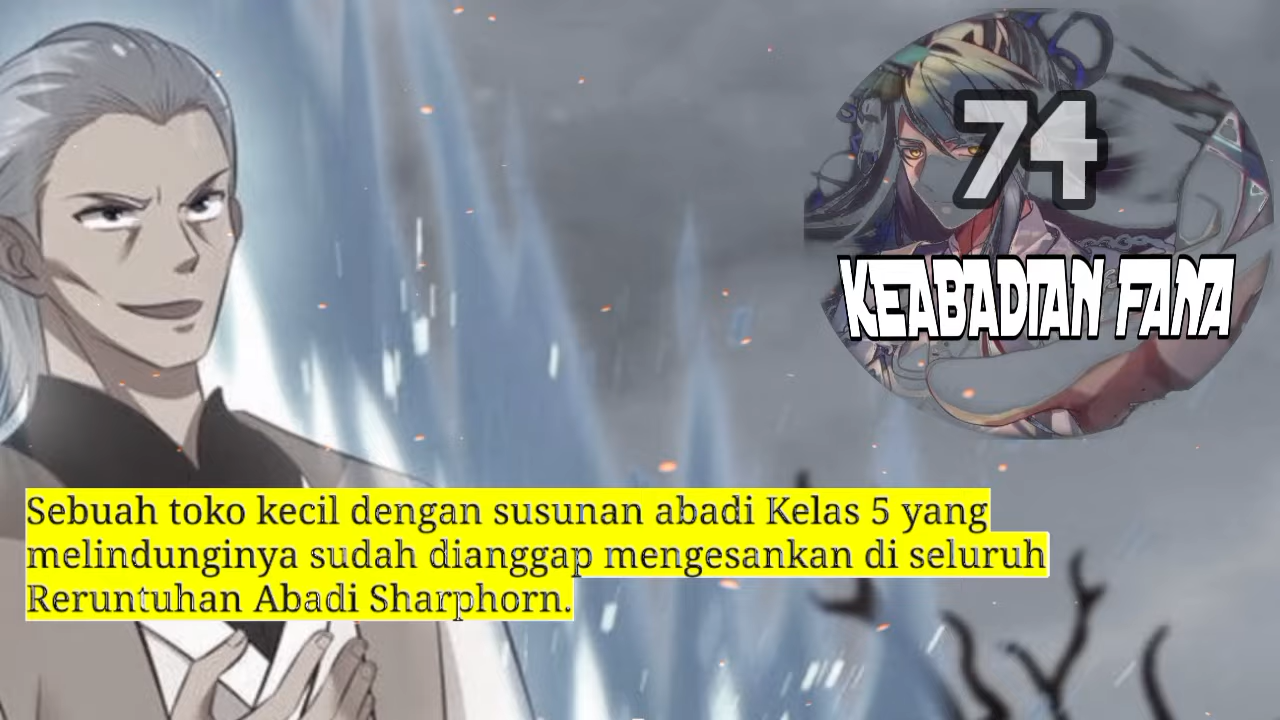 74
KEABADIAN FANA
Sebuah toko kecil dengan susunan abadi Kelas 5 yang
melindunginya sudah dianggap mengesankan di seluruh
Reruntuhan Abadi Sharphorn.